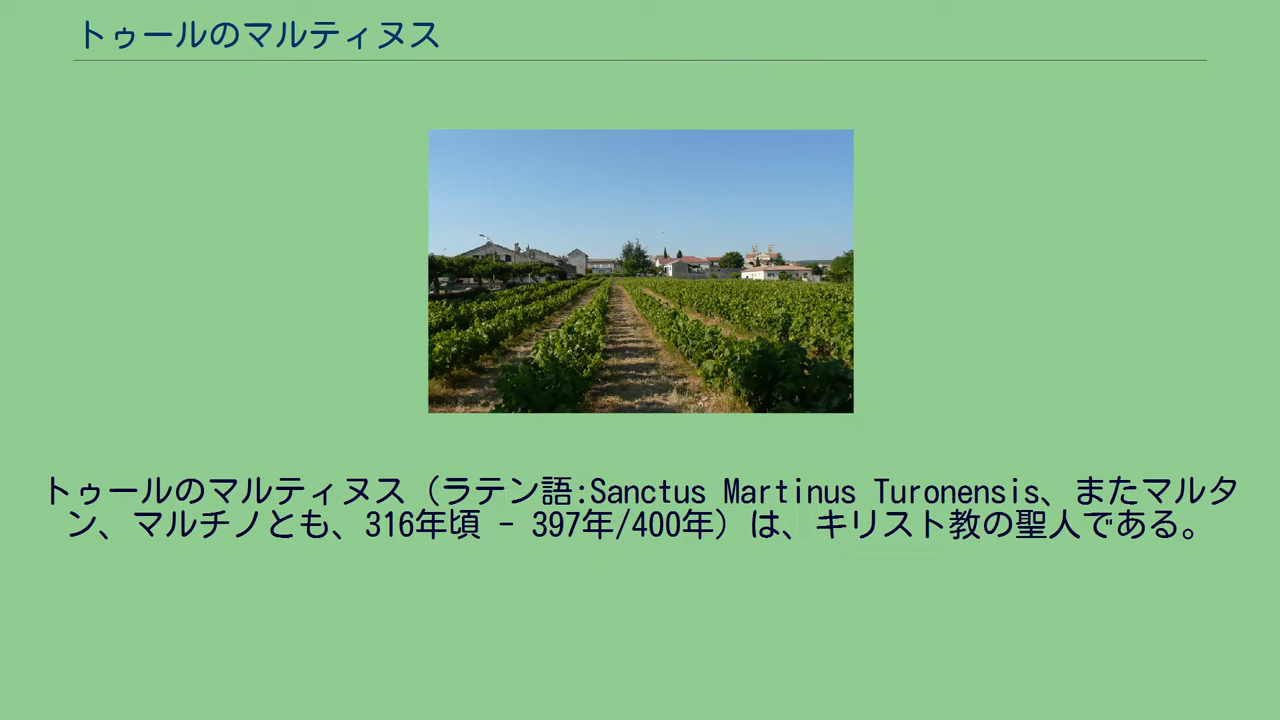 トゥールのマルティヌス
トゥールのマルティヌス（ラテン語:Sanctus Martinus Turonensis、またマルタ
ン、マルチノとも、316年頃 - 397年/400年）は、キリスト教の聖人である。